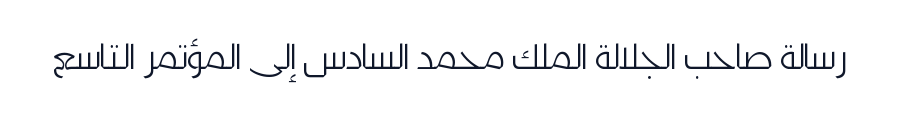 رسالة صاحب الجلالة الملك محمد السادس إلى المؤتمر التاسع